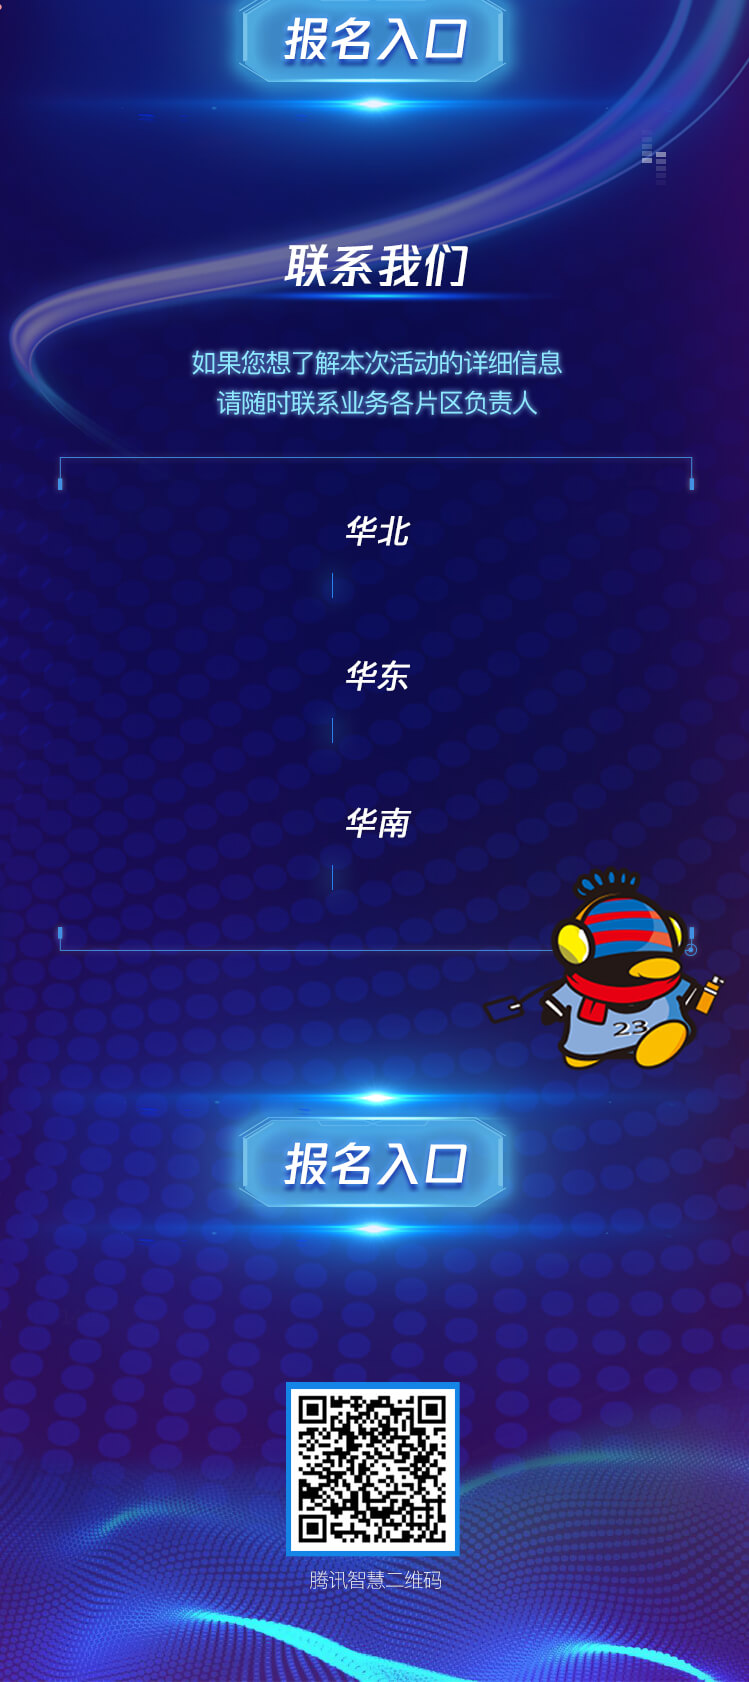 报名入口
联系我们
如果您想了解本次活动的详细信息
请随时联系业务各片区负责人
华北
华东
华南
23
报名入口
腾讯智慧二维码